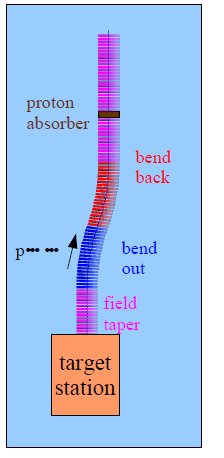 proton
absorber
bend
back
p••• •••
bend
out
field
taper
target
station